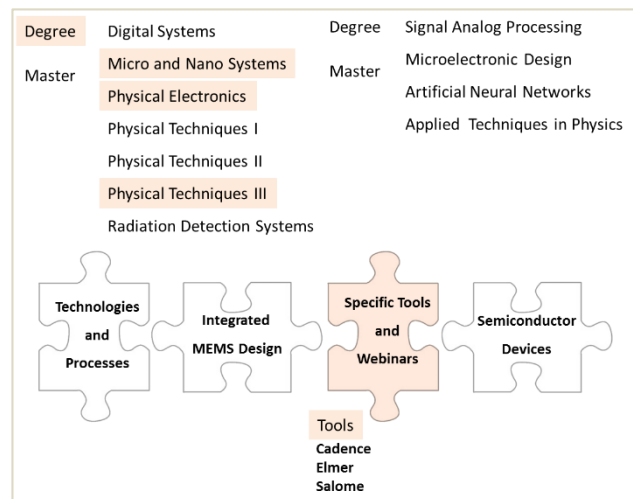 Degree
Master
Digital Systems
Micro and Nano Systems
Physical Electronics
Physical Techniques I
Physical Techniques II
Physical Techniques III
Radiation Detection Systems
Degree
Master
Signal Analog Processing
Microelectronic Design
Artificial Neural Networks
Applied Techniques in Physics
Technologies
and
Processes
Integrated
MEMS Design
Specific Tools
and
Webinars
Semiconductor
Devices
Tools
Cadence
Elmer
Salome